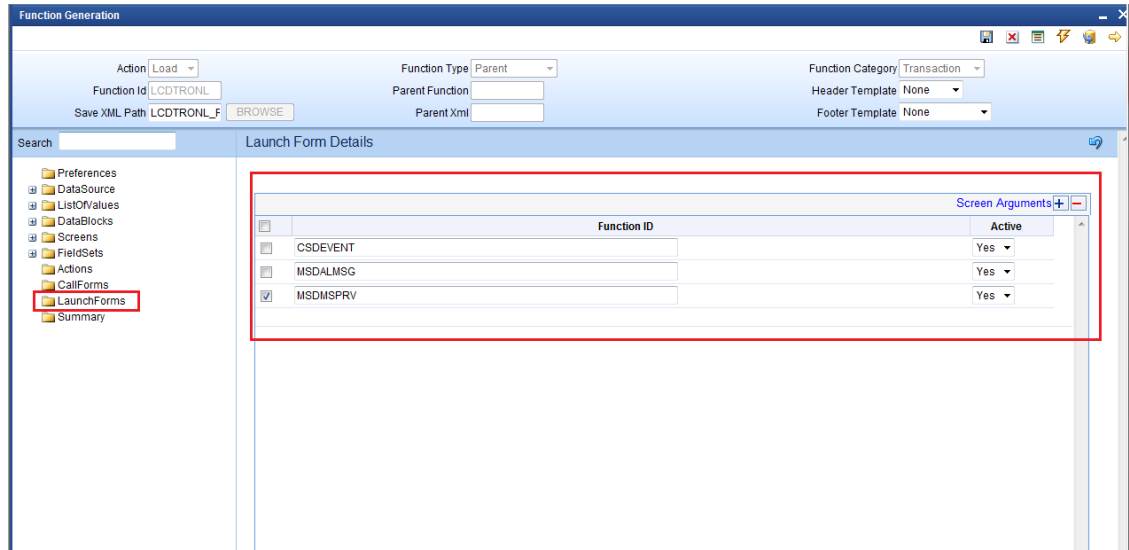 Function Generation
Action Load Function Type Parent Function Category Transaction
Function Id LCDTRONL Parent Function Header Template None
Save XML Path LCDTRONL_F BROWSE Parent Xml Footer Template None
Search Launch Form Details
Preferences
DataSource
ListOfValues
DataBlocks
Screens
FieldSets
Actions
CallForms
LaunchForms
Summary
Screen Arguments
Function ID Active
CSDEVENT Yes
MSDALMSG Yes
MSDMSPRV Yes